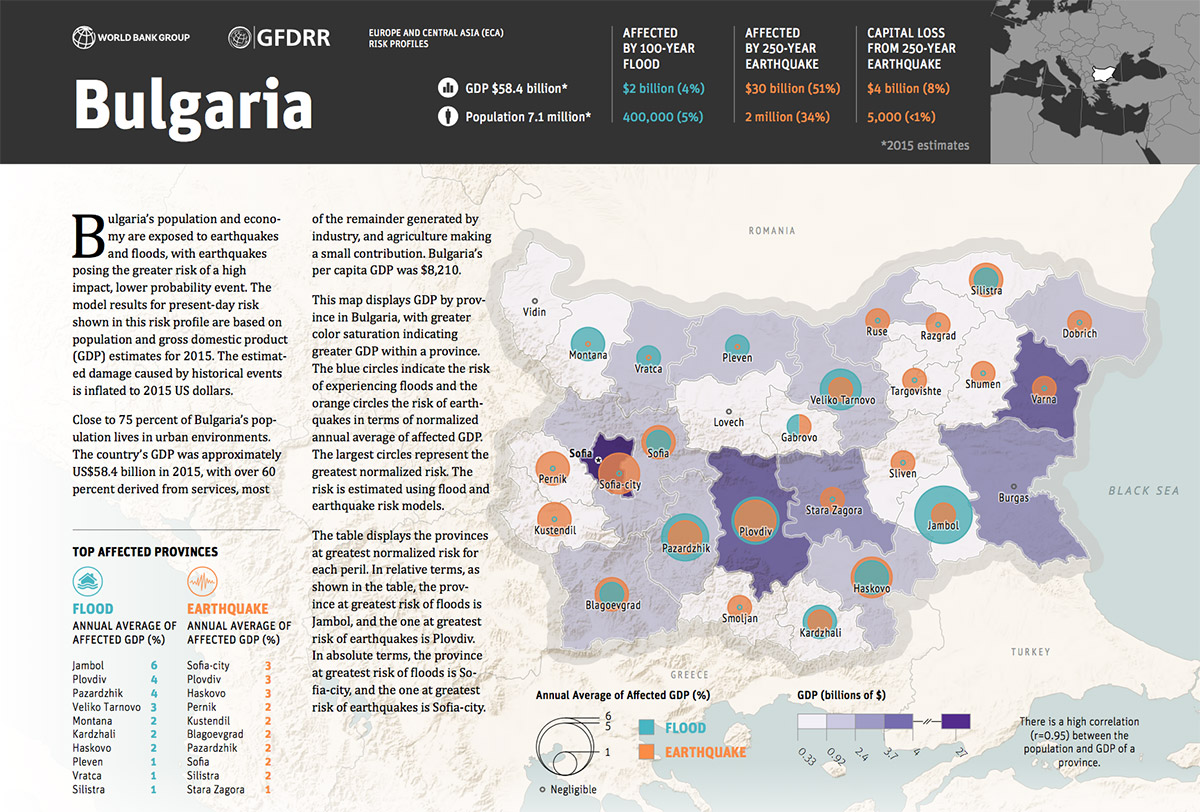 WORLD BANK GROUP
GFDRR
EUROPE AND CENTRAL ASIA (ECA)
RISK PROFILES
Bulgaria
GDP $58.4 billion*
Population 7.1 million*
AFFECTED
BY 100-YEAR
FLOOD
$2 billion (4%)
400,000 (5%)
AFFECTED
BY 250-YEAR
EARTHQUAKE
$30 billion (51%)
2 million (34%)
CAPITAL LOSS
FROM 250-YEAR
EARTHQUAKE
$4 billion (8%)
5,000 (<1%)
*2015 estimates
Bulgaria’s population and econo-
my are exposed to earthquakes
and floods, with earthquakes
posing the greater risk of a high
impact, lower probability event. The
model results for present-day risk
shown in this risk profile are based on
population and gross domestic product
(GDP) estimates for 2015. The estimat-
ed damage caused by historical events
is inflated to 2015 US dollars.
Close to 75 percent of Bulgaria’s pop-
ulation lives in urban environments.
The country’s GDP was approximately
US$58.4 billion in 2015, with over 60
percent derived from services, most
of the remainder generated by
industry, and agriculture making
a small contribution. Bulgaria’s
per capita GDP was $8,210.
This map displays GDP by prov-
ince in Bulgaria, with greater
color saturation indicating
greater GDP within a province.
The blue circles indicate the risk
of experiencing floods and the
orange circles the risk of earth-
quakes in terms of normalized
annual average of affected GDP.
The largest circles represent the
greatest normalized risk. The
risk is estimated using flood and
earthquake risk models.
The table displays the provinces
at greatest normalized risk for
each peril. In relative terms, as
shown in the table, the prov-
ince at greatest risk of floods is
Jambol, and the one at greatest
risk of earthquakes is Plovdiv.
In absolute terms, the province
at greatest risk of floods is So-
fia-city, and the one at greatest
risk of earthquakes is Sofia-city.
TOP AFFECTED PROVINCES
FLOOD
ANNUAL AVERAGE OF
AFFECTED GDP (%)
Jambol 6
Plovdiv 4
Pazardzhik 4
Veliko Tarnovo 3
Montana 2
Kardzhali 2
Haskovo 2
Pleven 1
Vratca 1
Silistra 1
EARTHQUAKE
ANNUAL AVERAGE OF
AFFECTED GDP (%)
Sofia-city 3
Plovdiv 3
Haskovo 3
Pernik 2
Kustendil 2
Blagoevgrad 2
Pazardzhik 2
Sofia 2
Silistra 2
Stara Zagora 1
ROMANIA
Vidin
Montana
Vratca
Pleven
Lovech
Veliko Tarnovo
Gabrovo
Ruse
Razgrad
Silistra
Dobrich
Targovishte
Shumen
Varna
Sofia
Sofia
Sofia-city
Pernik
Kustendil
Pazardzhik
Plovdiv
Stara Zagora
Sliven
Jambol
Burgas
Blagoevgrad
Smoljan
Kardzhali
Haskovo
BLACK SEA
TURKEY
GREECE
Annual Average of Affected GDP (%)
6
5
1
Negligible
FLOOD
EARTHQUAKE
GDP (billions of $)
0.33
0.92
2.4
3.7
4
27
There is a high correlation
(r=0.95) between the
population and GDP of a
province.